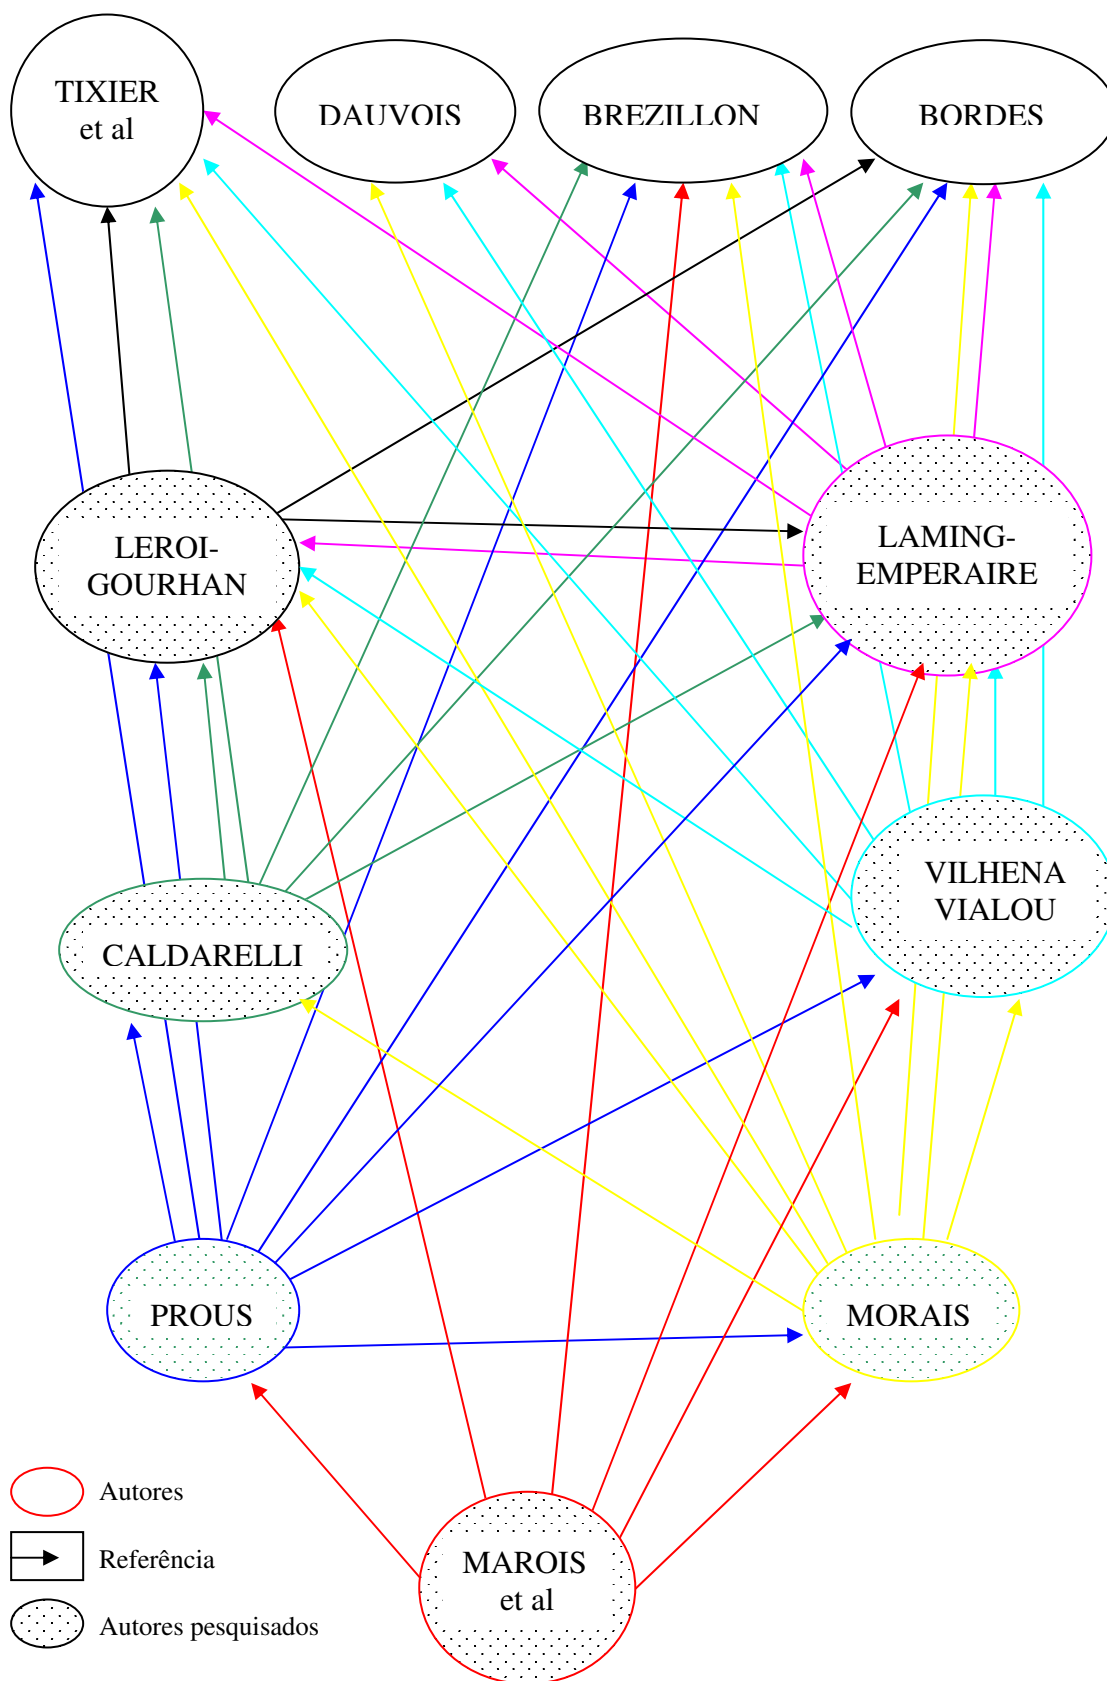 TIXIER
et al
DAUVOIS
BREZILLON
BORDES
LEROI-
GOURHAN
LAMING-
EMPERAIRE
VILHENA
VIALOU
CALDARELLI
PROUS
MORAIS
MAROIS
et al
Autores
Referência
Autores pesquisados